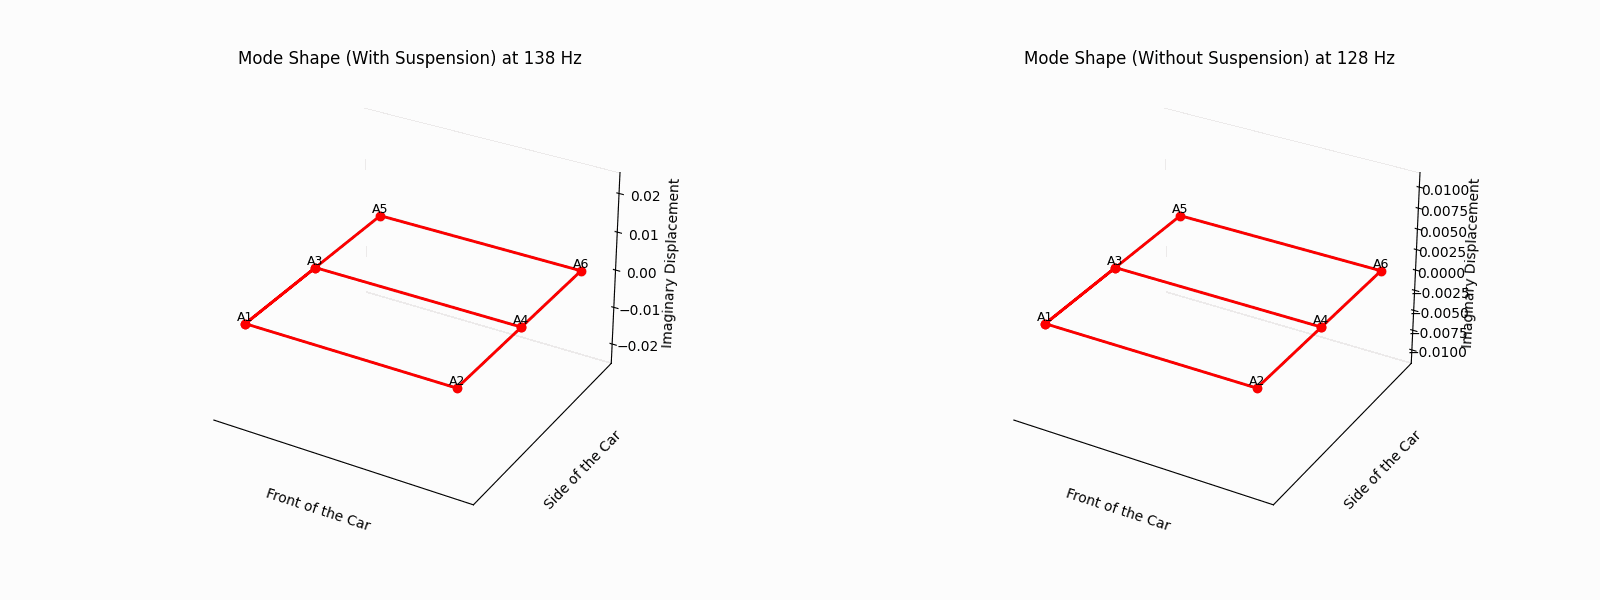 Mode Shape (With Suspension) at 138 Hz
A5
A3
A6
A1
A4
A2
0.02
0.01
0.00
−0.01
−0.02
Imaginary Displacement
Side of the Car
Front of the Car
Mode Shape (Without Suspension) at 128 Hz
A5
A3
A6
A1
A4
A2
0.0100
0.0075
0.0050
0.0025
0.0000
−0.0025
−0.0050
−0.0075
−0.0100
Imaginary Displacement
Side of the Car
Front of the Car